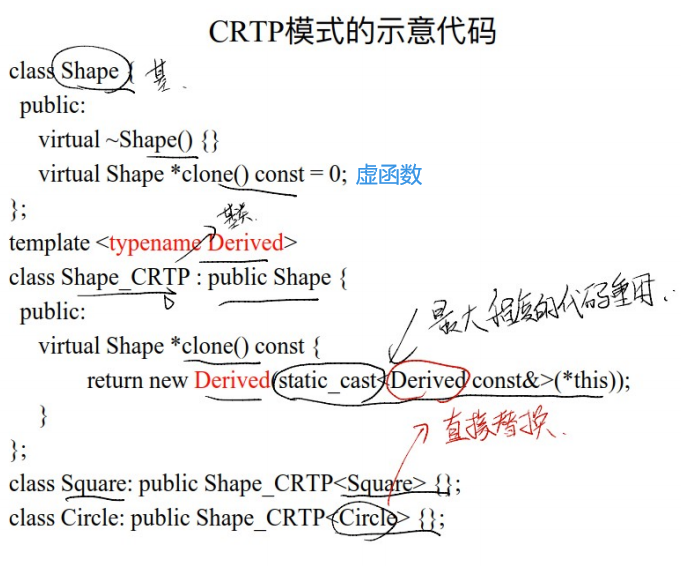 CRTP模式的示意代码
class Shape { 基.
public:
virtual ~Shape() {}
virtual Shape *clone() const = 0; 虚函数
};
基类.
template <typename Derived>
class Shape_CRTP : public Shape {
public:
最大程度的代码重用..
virtual Shape *clone() const {
return new Derived(static_cast<Derived const&>(*this));
}
直接替换.
};
class Square: public Shape_CRTP<Square> {};
class Circle: public Shape_CRTP<Circle> {};